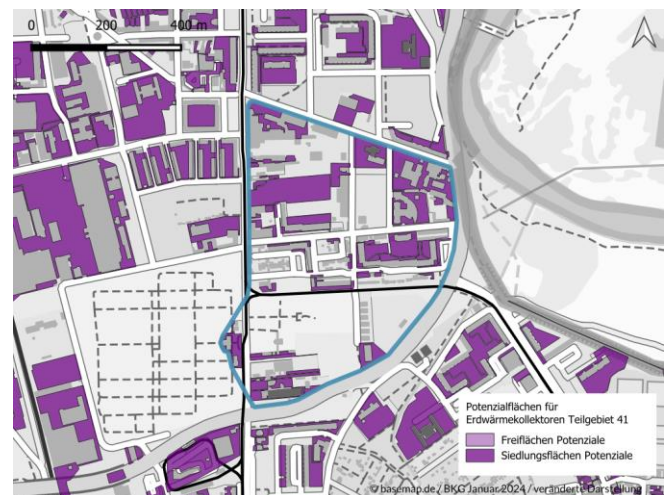 0 200 400 m
Potenzialflächen für
Erdwärmekollektoren Teilgebiet 41
Freiflächen Potenziale
Siedlungsflächen Potenziale
©basemap.de / BKG Januar 2024 / veränderte Darstellung